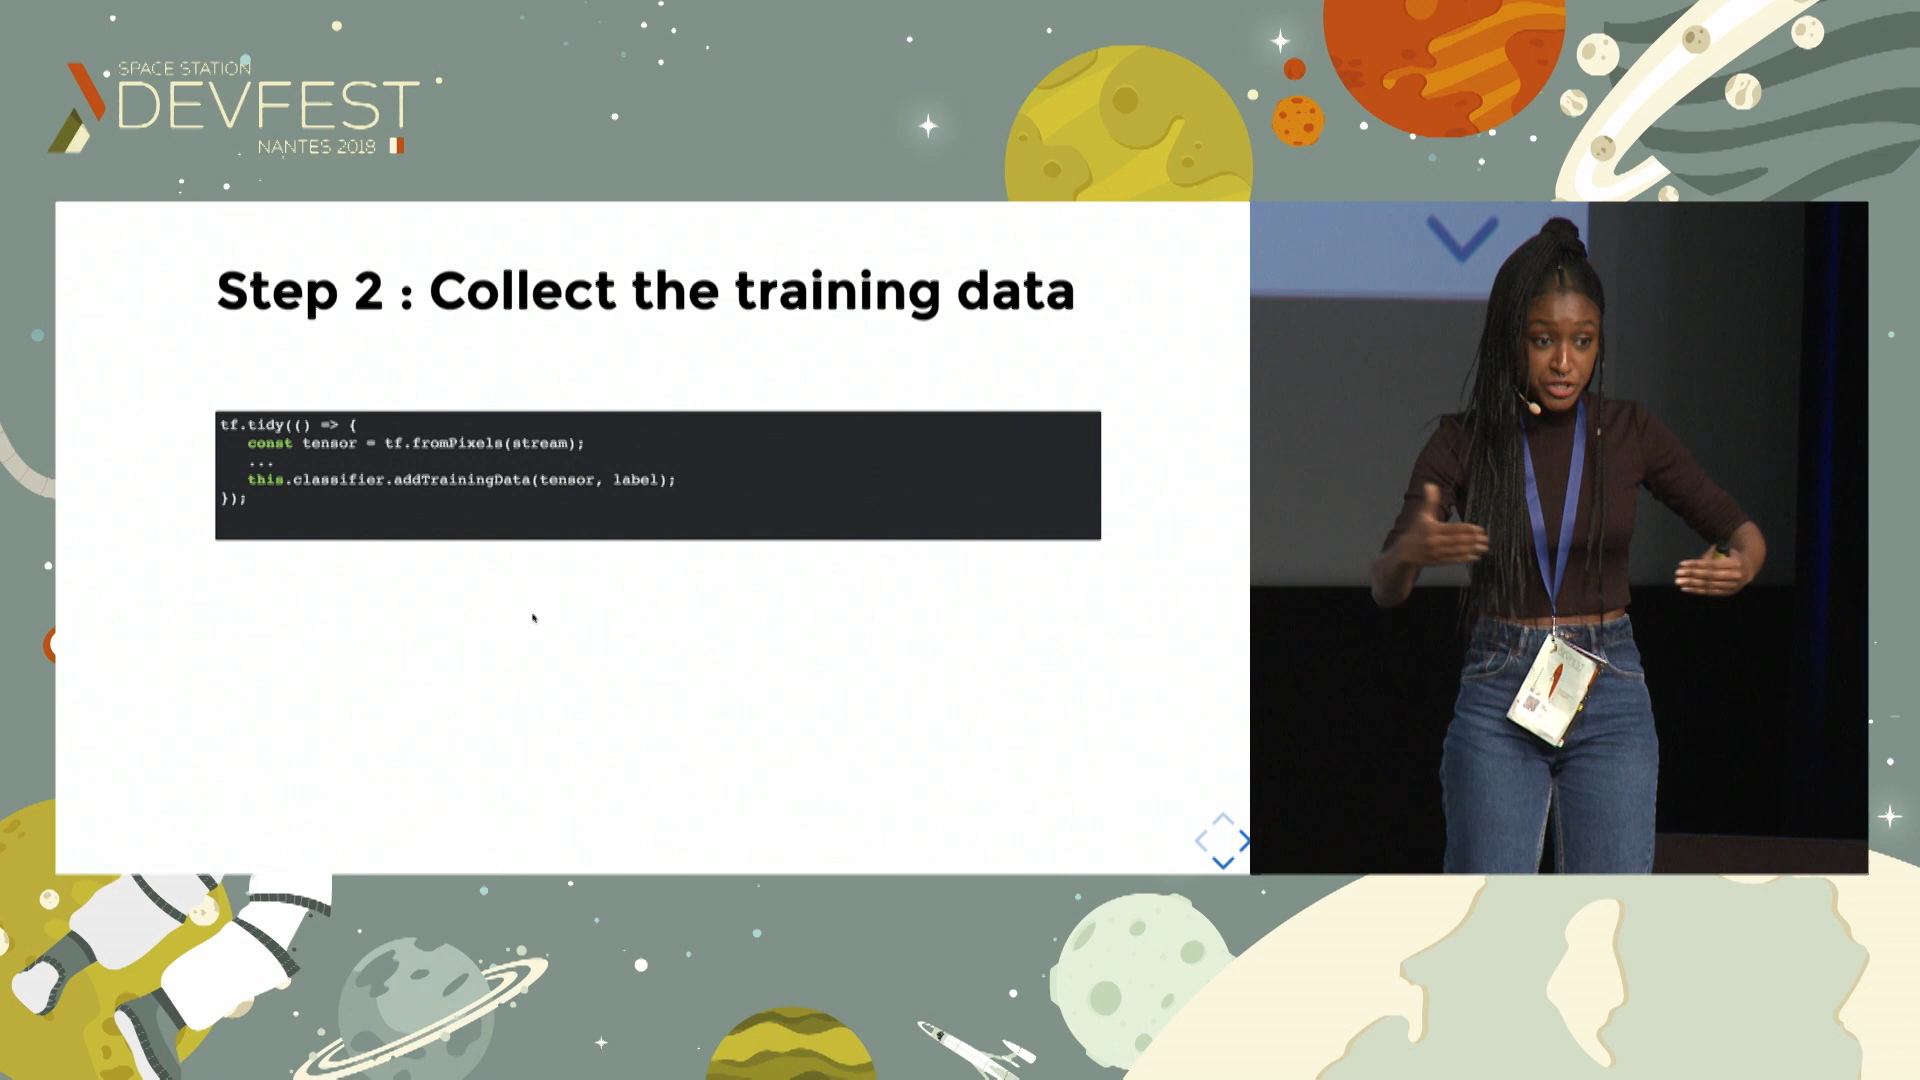 SPACE STATION
DEVFEST
NANTES 2018
Step 2 : Collect the training data
tf.tidy(() => {
const tensor = tf.fromPixels(stream);
...
this.classifier.addTrainingData(tensor, label);
});